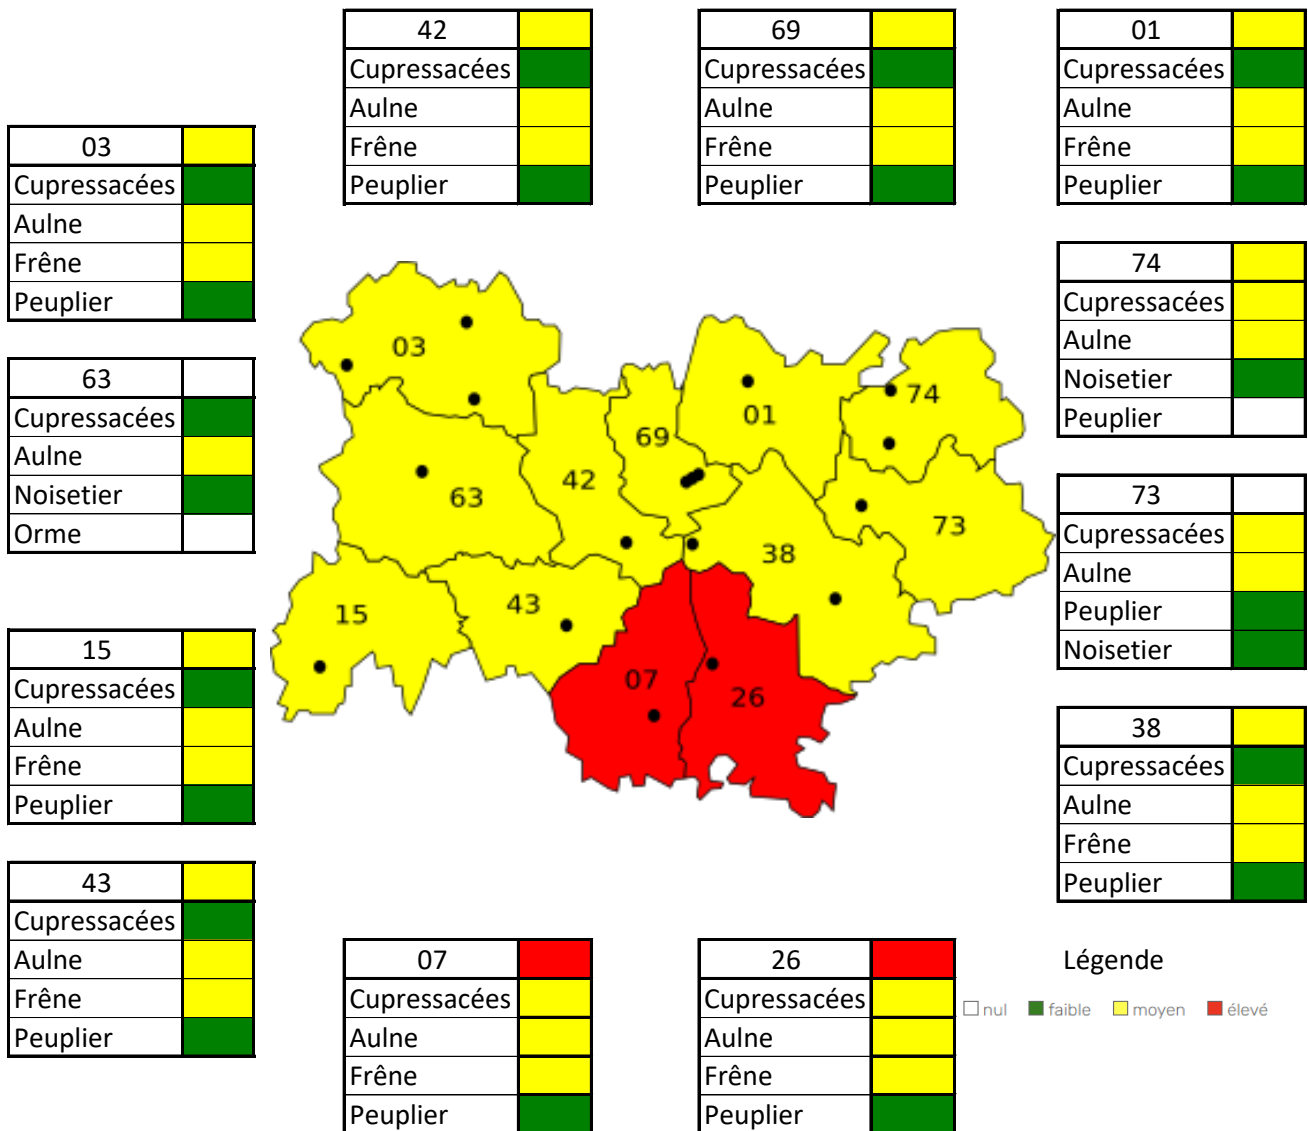 42
Cupressacées
Aulne
Frêne
Peuplier
69
Cupressacées
Aulne
Frêne
Peuplier
01
Cupressacées
Aulne
Frêne
Peuplier
03
Cupressacées
Aulne
Frêne
Peuplier
74
Cupressacées
Aulne
Noisetier
Peuplier
63
Cupressacées
Aulne
Noisetier
Orme
03
74
01
69
42
63
73
38
43
15
07
26
73
Cupressacées
Aulne
Peuplier
Noisetier
15
Cupressacées
Aulne
Frêne
Peuplier
38
Cupressacées
Aulne
Frêne
Peuplier
43
Cupressacées
Aulne
Frêne
Peuplier
07
Cupressacées
Aulne
Frêne
Peuplier
26
Cupressacées
Aulne
Frêne
Peuplier
Légende
nul faible moyen élevé